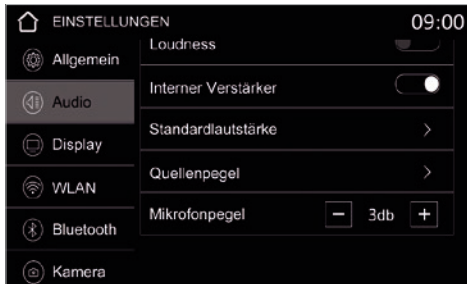 EINSTELLUNGEN 09:00
Allgemein
Audio
Display
WLAN
Bluetooth
Kamera
Loudness
Interner Verstärker
Standardlautstärke >
Quellenpegel >
Mikrofonpegel − 3db +